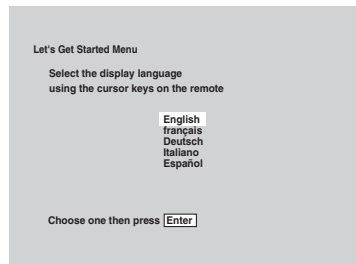 Let's Get Started Menu
Select the display language
using the cursor keys on the remote
English
français
Deutsch
Italiano
Español
Choose one then press Enter